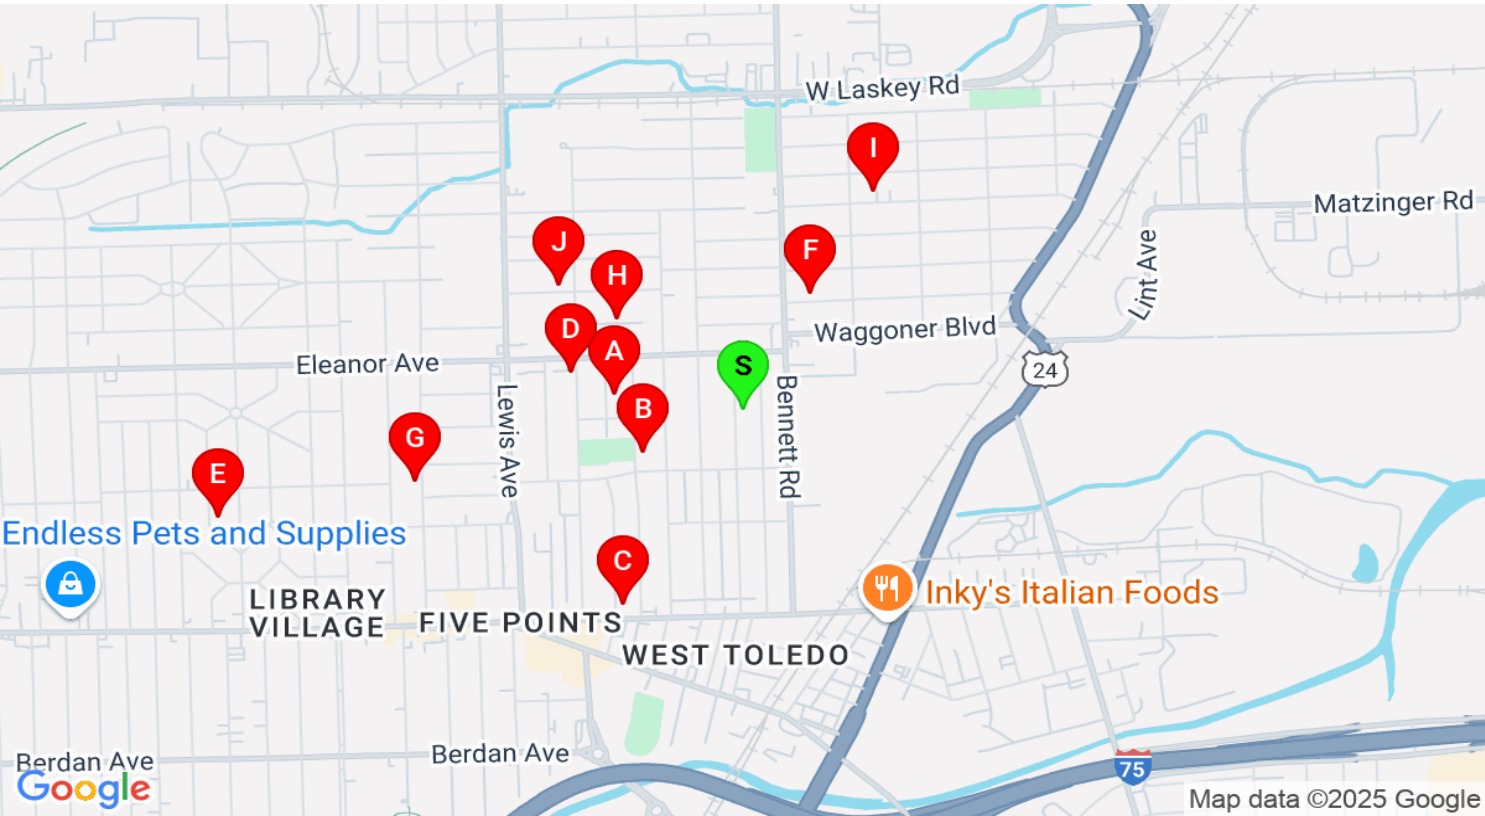 W Laskey Rd
I
Matzinger Rd
J
F
H
Lint Ave
D
Waggoner Blvd
A
Eleanor Ave
S
24
B
Lewis Ave
Bennett Rd
G
E
Endless Pets and Supplies
C
Inky's Italian Foods
LIBRARY
VILLAGE
FIVE POINTS
WEST TOLEDO
Berdan Ave
Berdan Ave
75
Google
Map data ©2025 Google